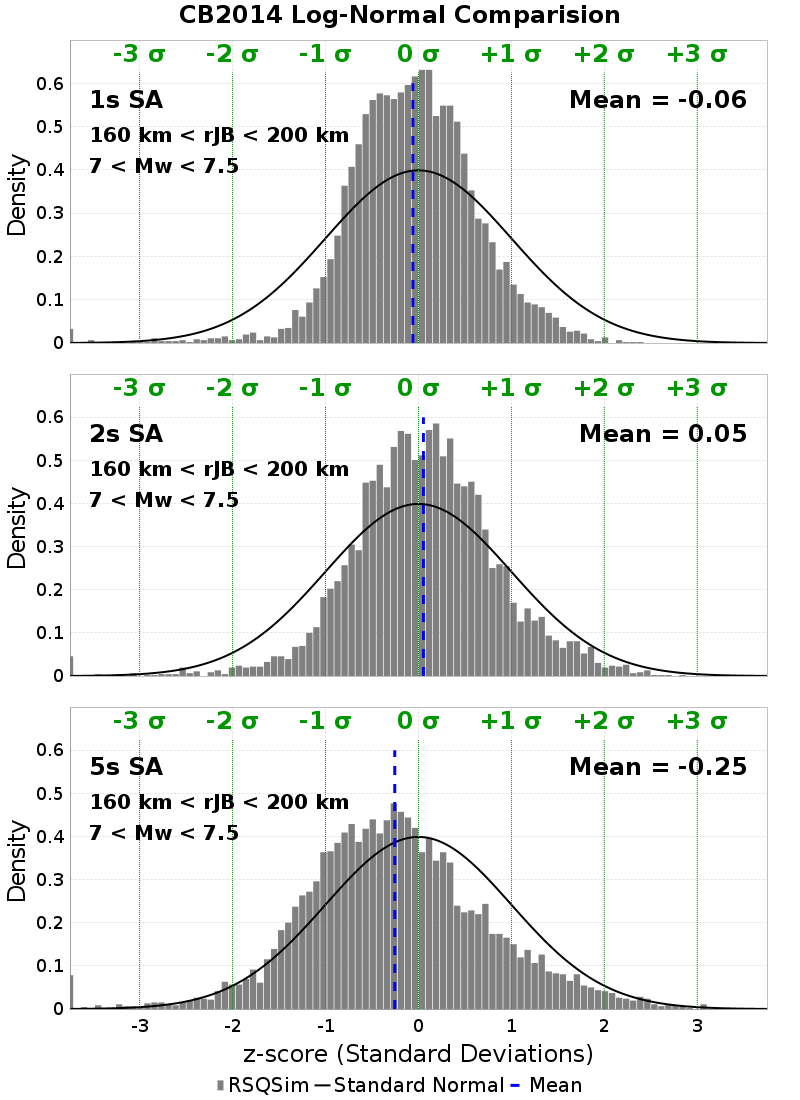 CB2014 Log-Normal Comparision
-3 σ -2 σ -1 σ 0 σ +1 σ +2 σ +3 σ
1s SA
Mean = -0.06
160 km < rJB < 200 km
7 < Mw < 7.5
Density
0.6
0.5
0.4
0.3
0.2
0.1
0
-3 σ -2 σ -1 σ 0 σ +1 σ +2 σ +3 σ
2s SA
Mean = 0.05
160 km < rJB < 200 km
7 < Mw < 7.5
Density
0.6
0.5
0.4
0.3
0.2
0.1
0
-3 σ -2 σ -1 σ 0 σ +1 σ +2 σ +3 σ
5s SA
Mean = -0.25
160 km < rJB < 200 km
7 < Mw < 7.5
Density
0.6
0.5
0.4
0.3
0.2
0.1
0
-3 -2 -1 0 1 2 3
z-score (Standard Deviations)
RSQSim Standard Normal Mean